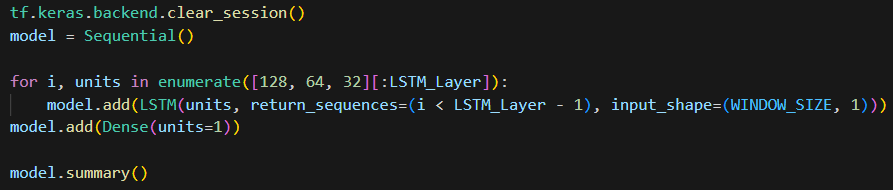 tf.keras.backend.clear_session()
model = Sequential()
for i, units in enumerate([128, 64, 32][:LSTM_Layer]):
    model.add(LSTM(units, return_sequences=(i < LSTM_Layer - 1), input_shape=(WINDOW_SIZE, 1)))
model.add(Dense(units=1))
model.summary()